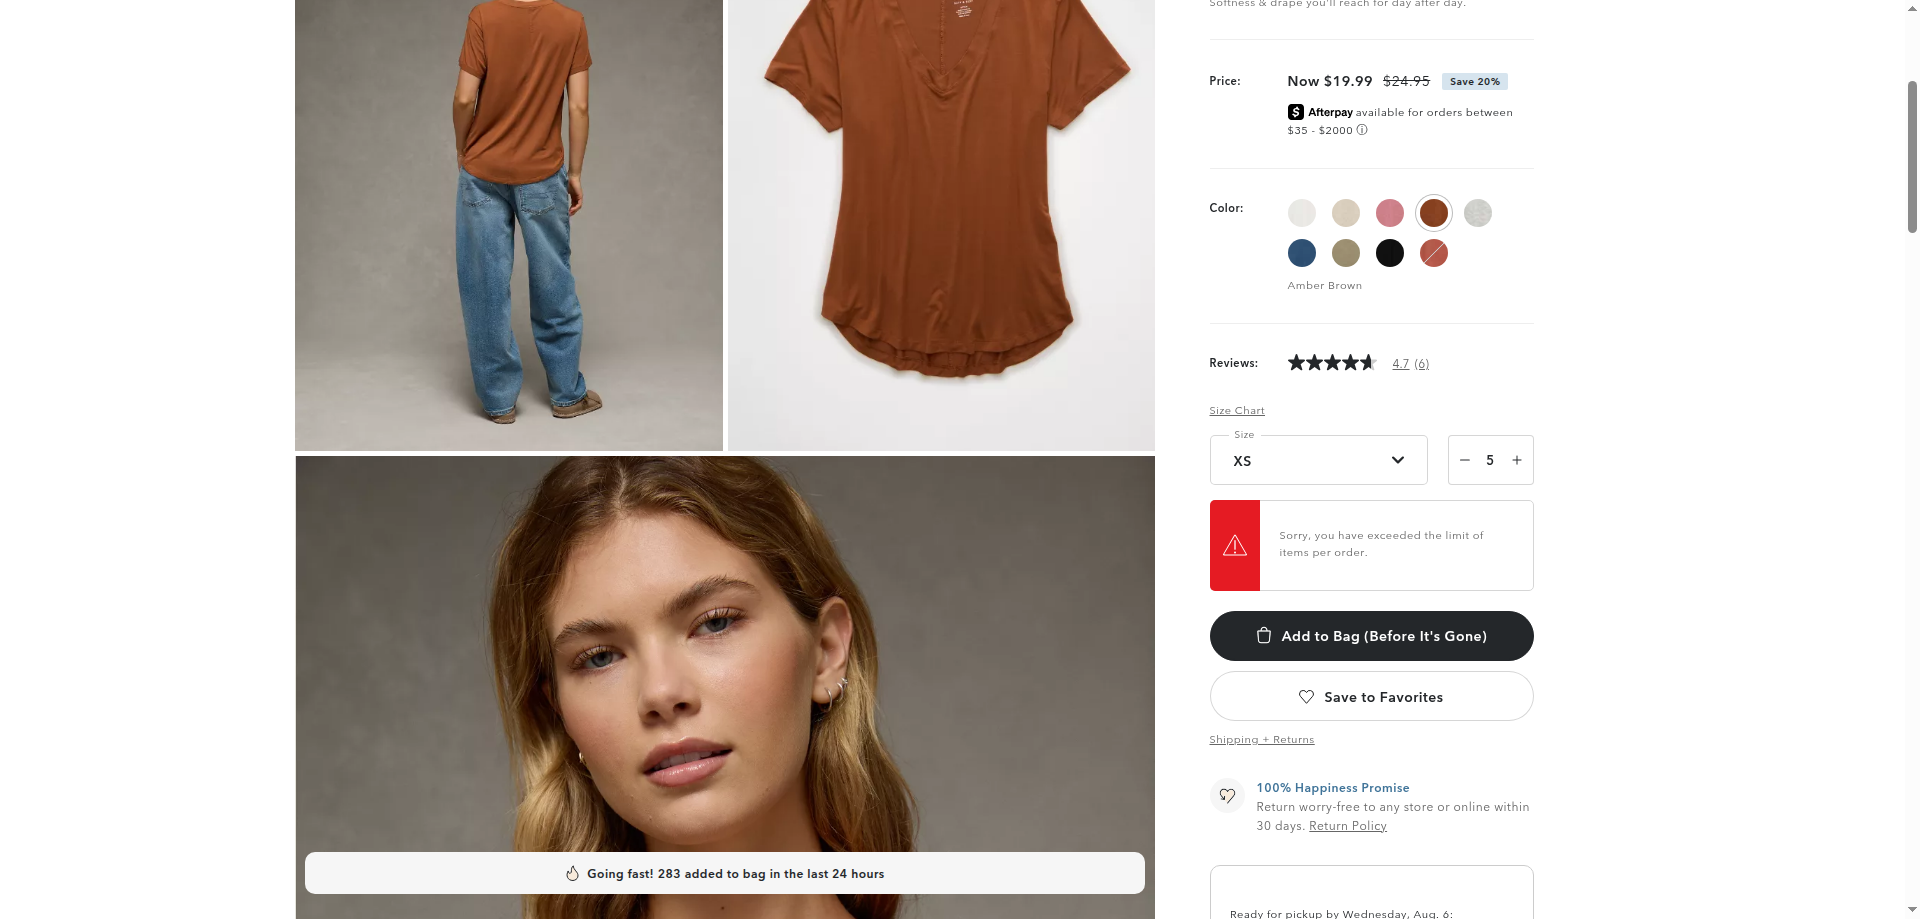 Softness & drape you'll reach for day after day.
Price:
Now $19.99 $24.95 Save 20%
Afterpay available for orders between
$35 - $2000
Color:
Amber Brown
Reviews:
4.7 (6)
Size Chart
Size
XS
5
Sorry, you have exceeded the limit of
items per order.
Add to Bag (Before It's Gone)
Save to Favorites
Shipping + Returns
100% Happiness Promise
Return worry-free to any store or online within
30 days. Return Policy
Going fast! 283 added to bag in the last 24 hours
Ready for pickup by Wednesday, Aug. 6: